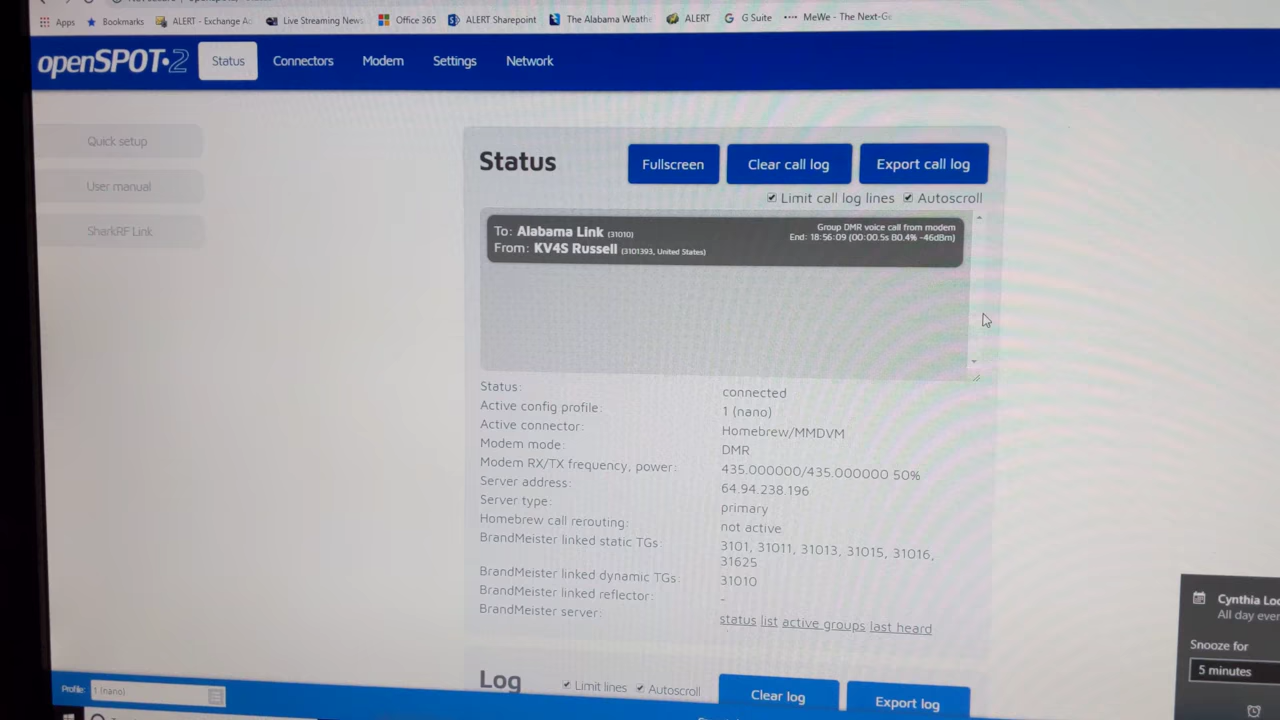 Apps Bookmarks ALERT - Exchange Ad Live Streaming News Office 365 ALERT Sharepoint The Alabama Weathe ALERT G Suite MeWe - The Next-Ge
openSPOT·2 Status Connectors Modem Settings Network
Quick setup
User manual
SharkRF Link
Status Fullscreen Clear call log Export call log
Limit call log lines Autoscroll
To: Alabama Link (31010)
From: KV4S Russell (3101393, United States)
Group DMR voice call from modem
End: 18:56:09 (00:00.5s 80.4% -46dBm)
Status: connected
Active config profile: 1 (nano)
Active connector: Homebrew/MMDVM
Modem mode: DMR
Modem RX/TX frequency, power: 435.000000/435.000000 50%
Server address: 64.94.238.196
Server type: primary
Homebrew call rerouting: not active
BrandMeister linked static TGs: 3101, 31011, 31013, 31015, 31016,
31625
BrandMeister linked dynamic TGs: 31010
BrandMeister linked reflector: -
BrandMeister server: status list active groups last heard
Log Limit lines Autoscroll Clear log Export log
Profile: 1 (nano)
Cynthia Loc
All day even
Snooze for
5 minutes